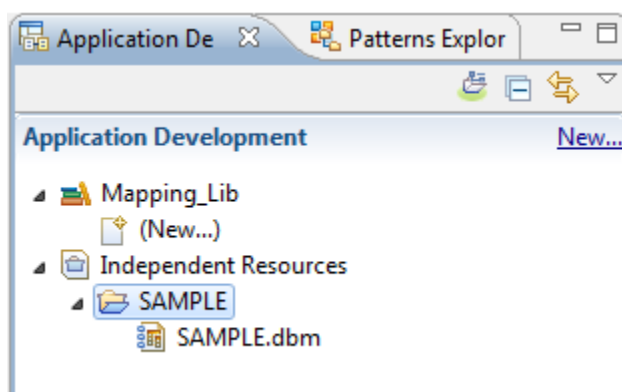 Application De Patterns Explor
Application Development New...
Mapping_Lib
(New...)
Independent Resources
SAMPLE
SAMPLE.dbm